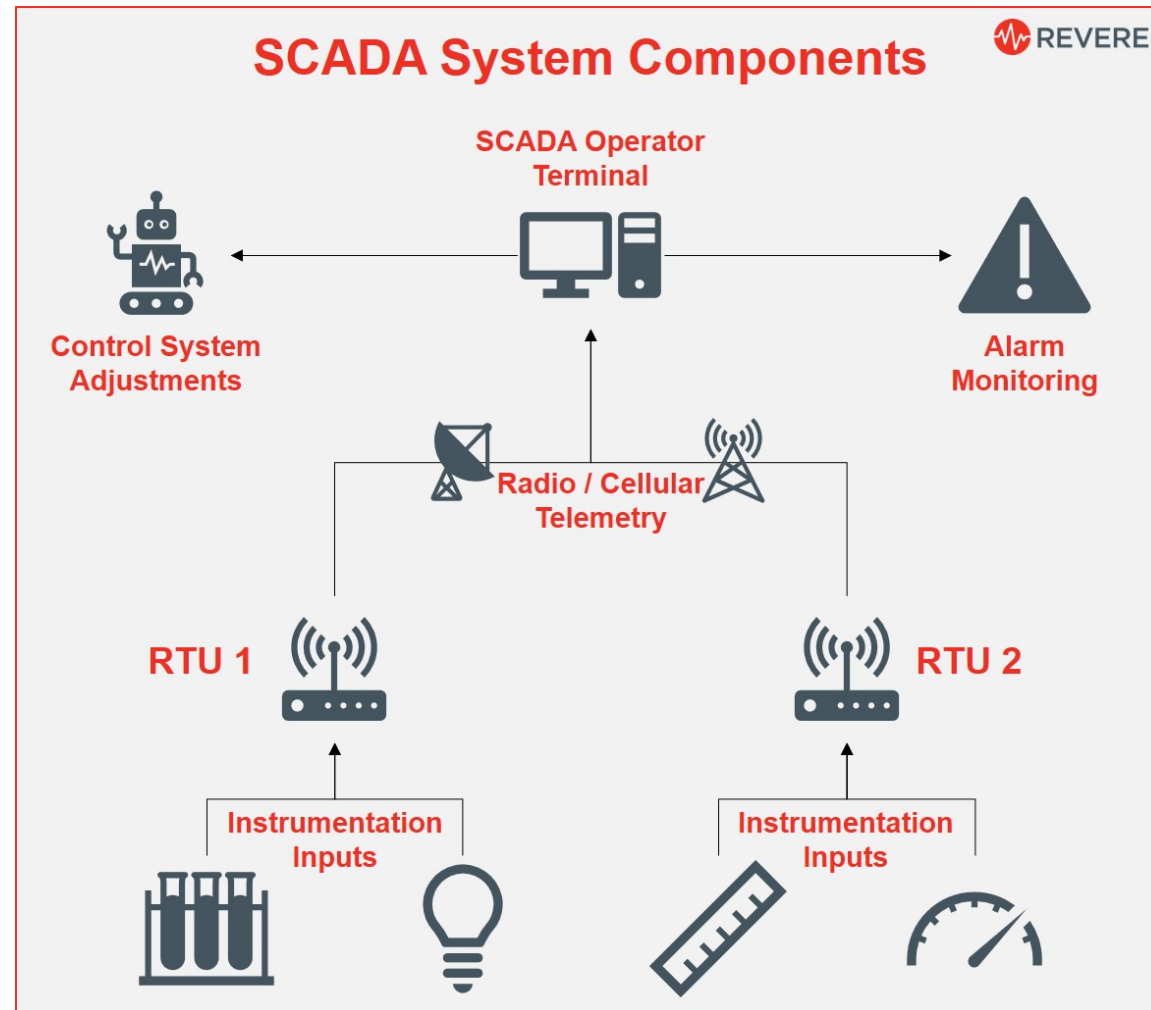 SCADA System Components
REVERE
SCADA Operator
Terminal
Control System
Adjustments
Alarm
Monitoring
Radio / Cellular
Telemetry
RTU 1
RTU 2
Instrumentation
Inputs
Instrumentation
Inputs